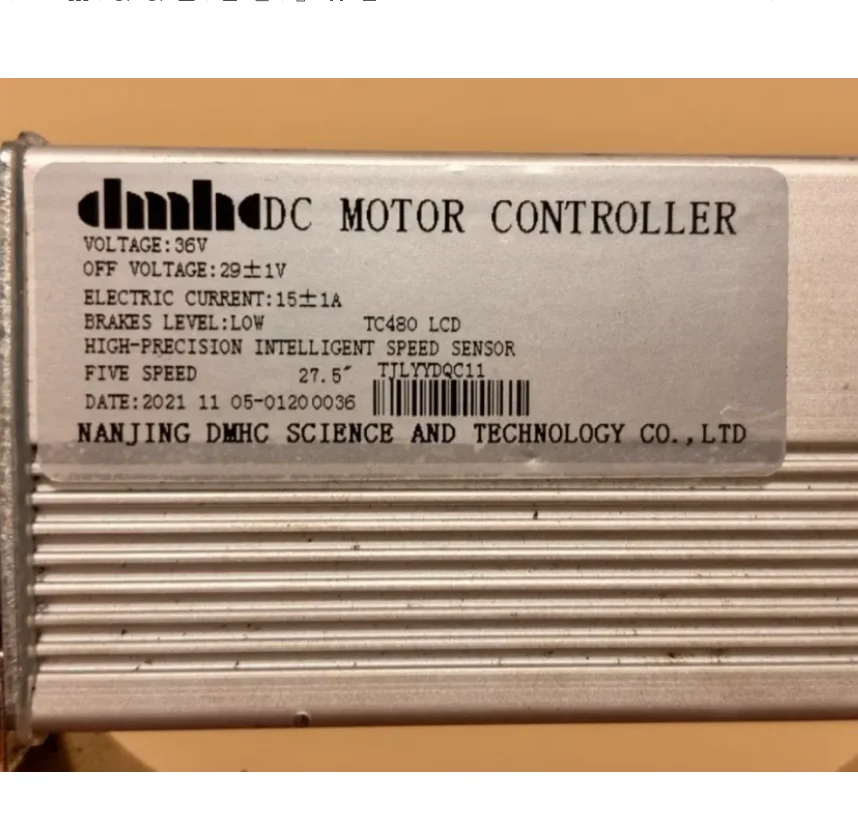 dmhc DC MOTOR CONTROLLER
VOLTAGE:36V
OFF VOLTAGE:29±1V
ELECTRIC CURRENT:15±1A
BRAKES LEVEL:LOW TC480 LCD
HIGH-PRECISION INTELLIGENT SPEED SENSOR
FIVE SPEED 27.5″ TJLYYDQC11
DATE:2021 11 05-01200036
NANJING DMHC SCIENCE AND TECHNOLOGY CO.,LTD